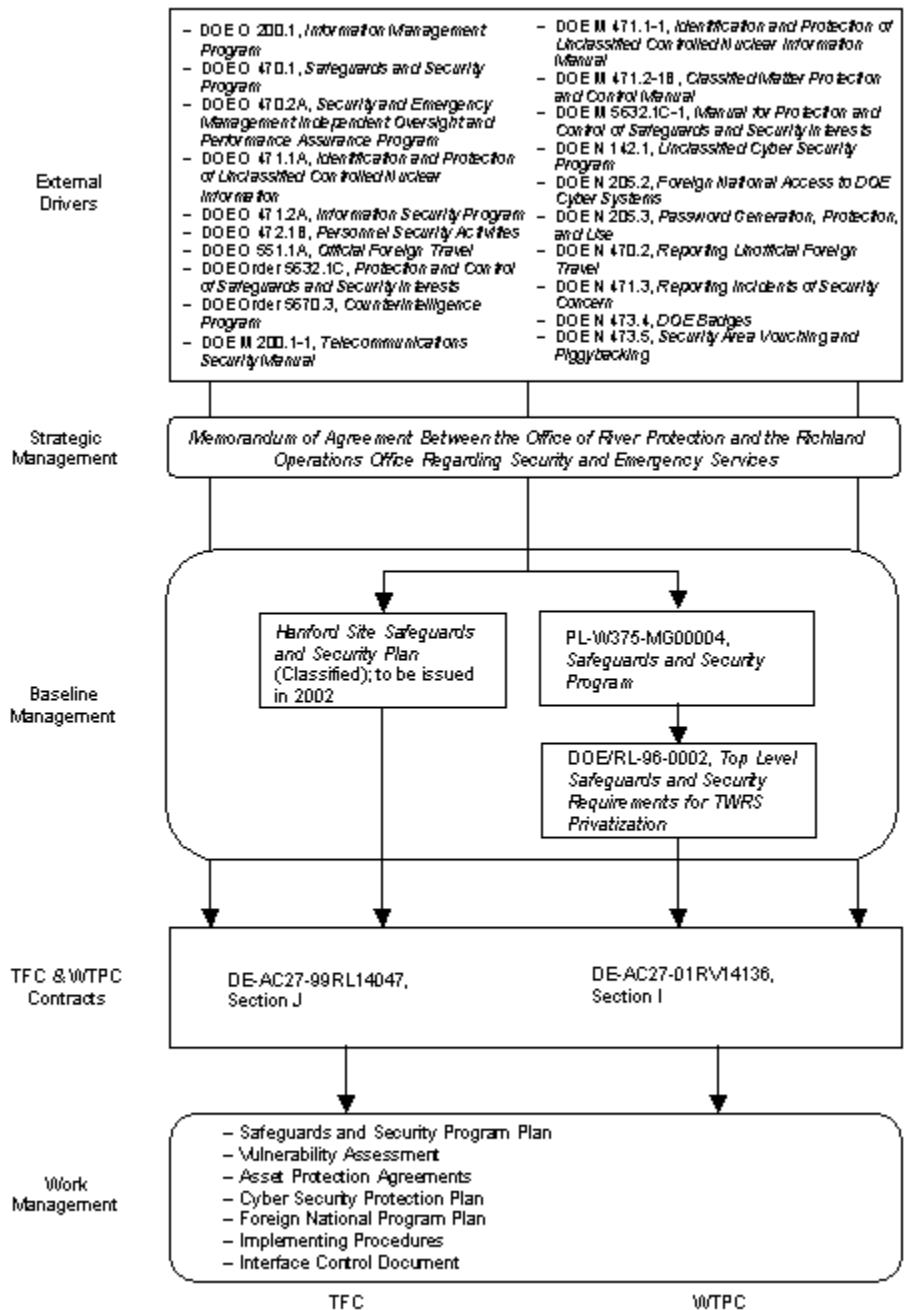 – DOE O 200.1, Information Management
Program
– DOE O 470.1, Safeguards and Security
Program
– DOE O 470.2A, Security and Emergency
Management Independent Oversight and
Performance Assurance Program
– DOE O 471.1A, Identification and Protection
of Unclassified Controlled Nuclear
Information
– DOE O 471.2A, Information Security Program
– DOE O 472.1B, Personnel Security Activities
– DOE O 551.1A, Official Foreign Travel
– DOE Order 5632.1C, Protection and Control
of Safeguards and Security Interests
– DOE Order 5670.3, Counterintelligence
Program
– DOE M 200.1-1, Telecommunications
Security Manual
– DOE M 471.1-1, Identification and Protection of
Unclassified Controlled Nuclear Information
Manual
– DOE M 471.2-1B, Classified Matter Protection
and Control Manual
– DOE M 5632.1C-1, Manual for Protection and
Control of Safeguards and Security Interests
– DOE N 142.1, Unclassified Cyber Security
Program
– DOE N 205.2, Foreign National Access to DOE
Cyber Systems
– DOE N 205.3, Password Generation, Protection,
and Use
– DOE N 470.2, Reporting Unofficial Foreign
Travel
– DOE N 471.3, Reporting Incidents of Security
Concern
– DOE N 473.4, DOE Badges
– DOE N 473.5, Security Area Vouching and
Piggybacking
External
Drivers
Strategic
Management
Memorandum of Agreement Between the Office of River Protection and the Richland
Operations Office Regarding Security and Emergency Services
Baseline
Management
Hanford Site Safeguards
and Security Plan
(Classified); to be issued
in 2002
PL-W375-MG00004,
Safeguards and Security
Program
DOE/RL-96-0002, Top Level
Safeguards and Security
Requirements for TWRS
Privatization
TFC & WTPC
Contracts
DE-AC27-99RL14047,
Section J
DE-AC27-01RV14136,
Section I
Work
Management
– Safeguards and Security Program Plan
– Vulnerability Assessment
– Asset Protection Agreements
– Cyber Security Protection Plan
– Foreign National Program Plan
– Implementing Procedures
– Interface Control Document
TFC
WTPC